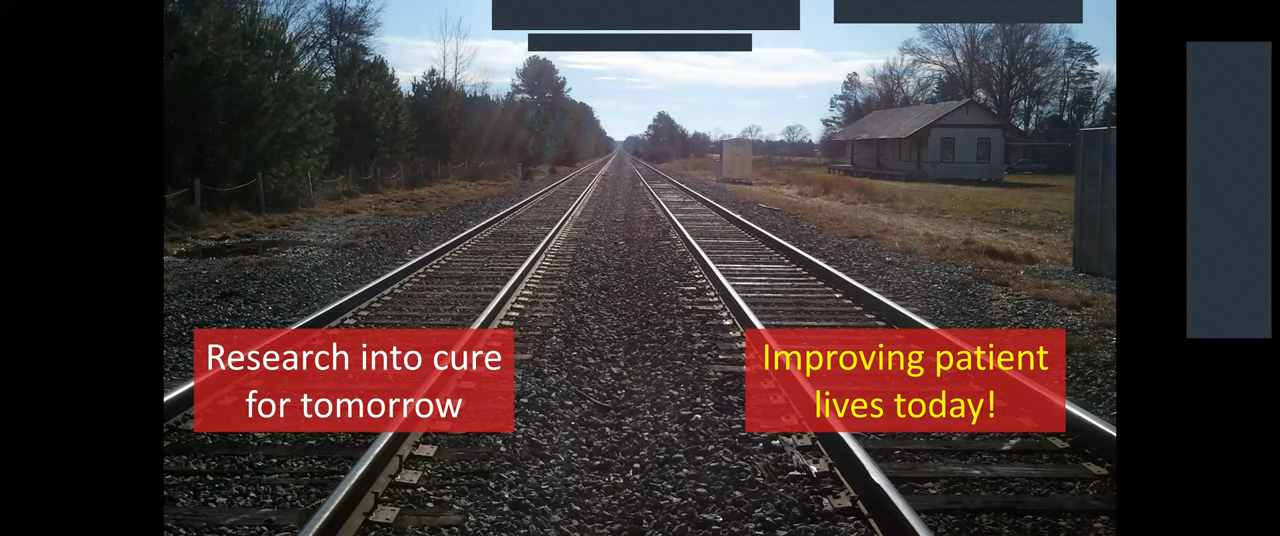 Research into cure
for tomorrow
Improving patient
lives today!